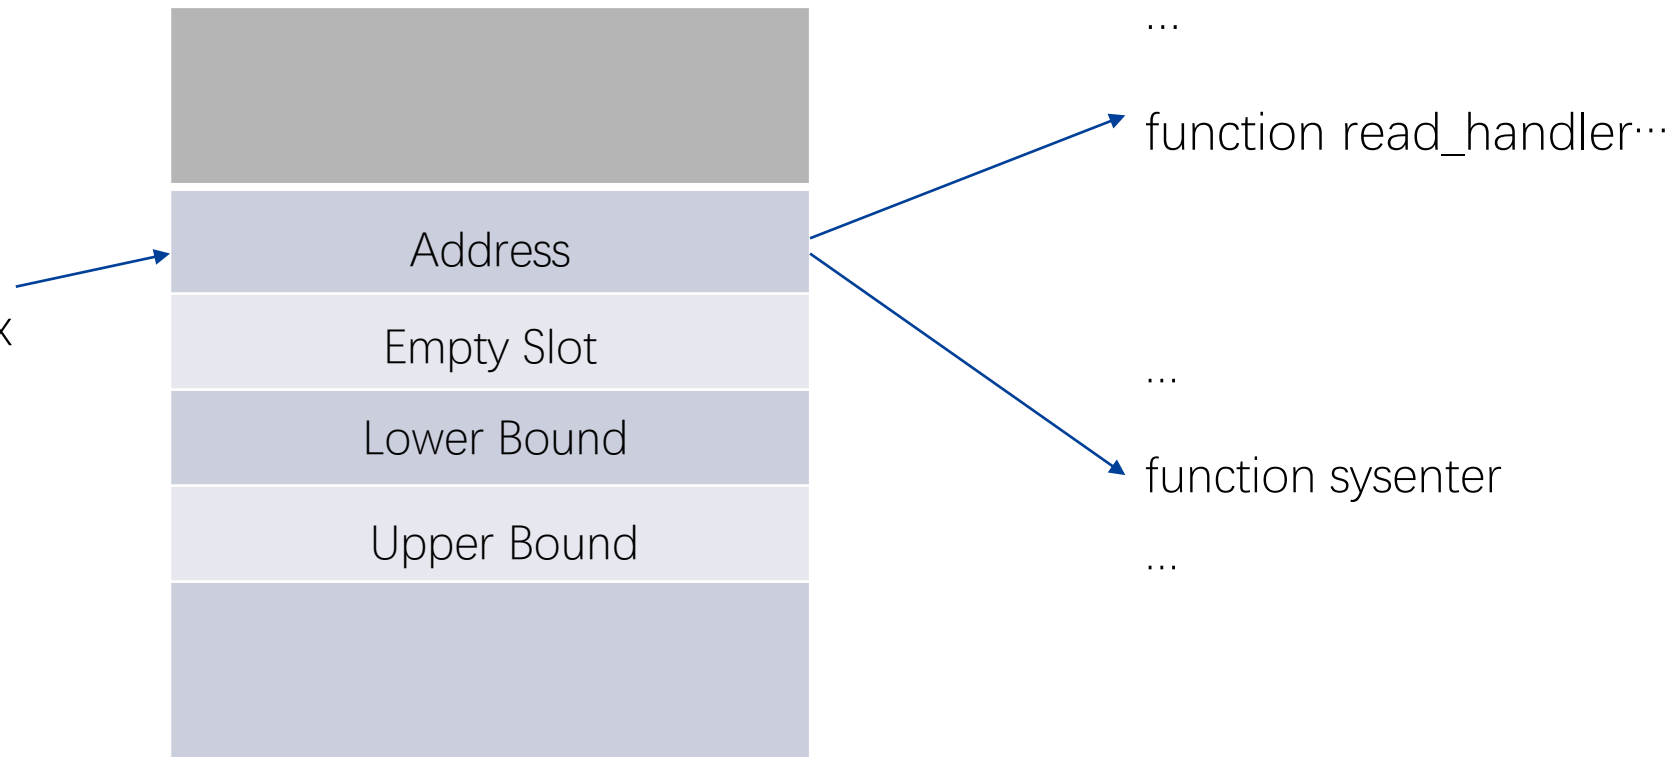 …
function read_handler…
Address
x
Empty Slot
…
Lower Bound
function sysenter
Upper Bound
…